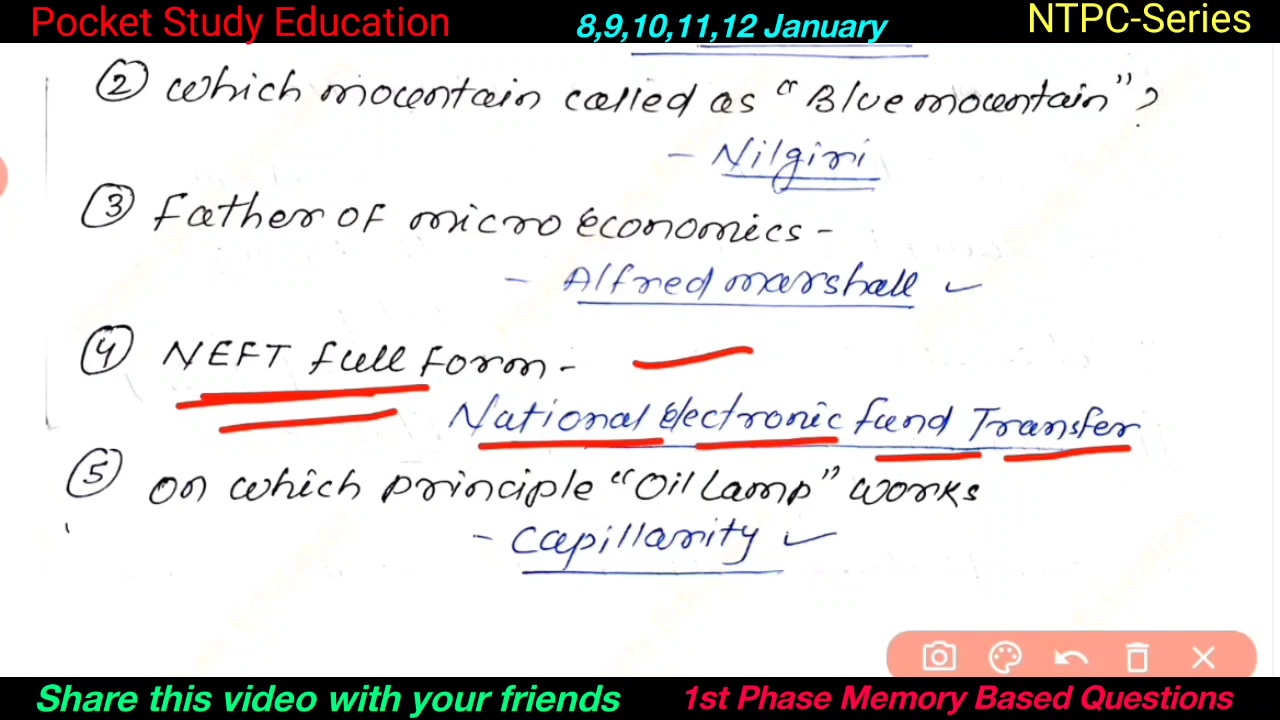 Pocket Study Education 8,9,10,11,12 January NTPC-Series
② Which mountain called as "Blue mountain" ?
- Nilgiri
③ Father of micro economics -
- Alfred marshall
④ NEFT full form -
National Electronic fund Transfer
⑤ on which principle "Oil Lamp" works
- Capillarity
Share this video with your friends 1st Phase Memory Based Questions